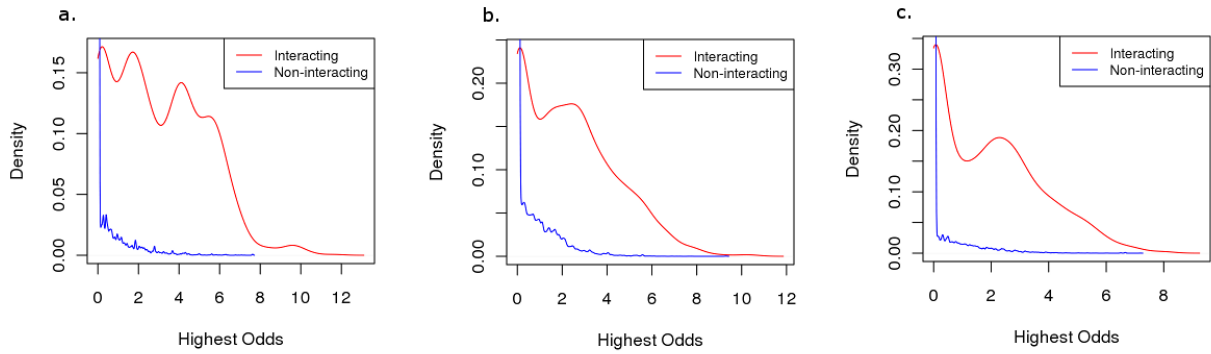 a.
Interacting
Non-interacting
Density
0.00
0.05
0.10
0.15
0 2 4 6 8 10 12
Highest Odds
b.
Interacting
Non-interacting
Density
0.00
0.10
0.20
0 2 4 6 8 10 12
Highest Odds
c.
Interacting
Non-interacting
Density
0.00
0.10
0.20
0.30
0 2 4 6 8
Highest Odds